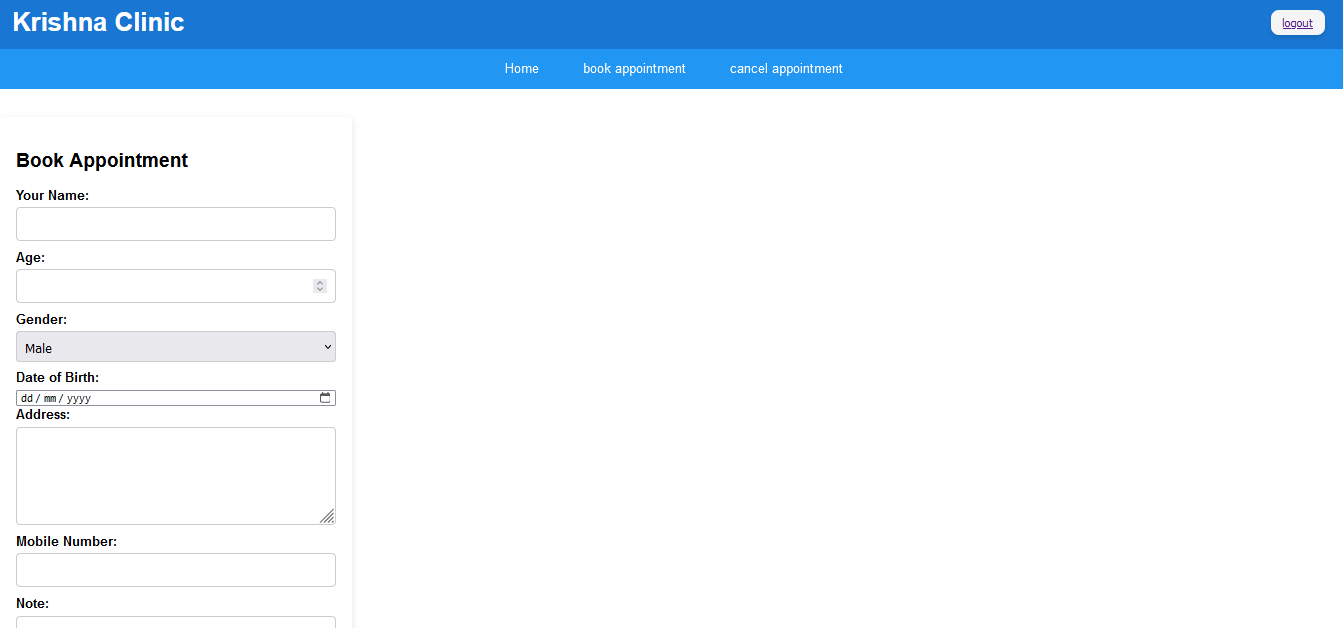 Krishna Clinic
logout
Home book appointment cancel appointment
Book Appointment
Your Name:
Age:
Gender:
Male
Date of Birth:
dd / mm / yyyy
Address:
Mobile Number:
Note: